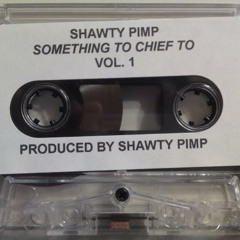 SHAWTY PIMP
SOMETHING TO CHIEF TO
VOL. 1
PRODUCED BY SHAWTY PIMP